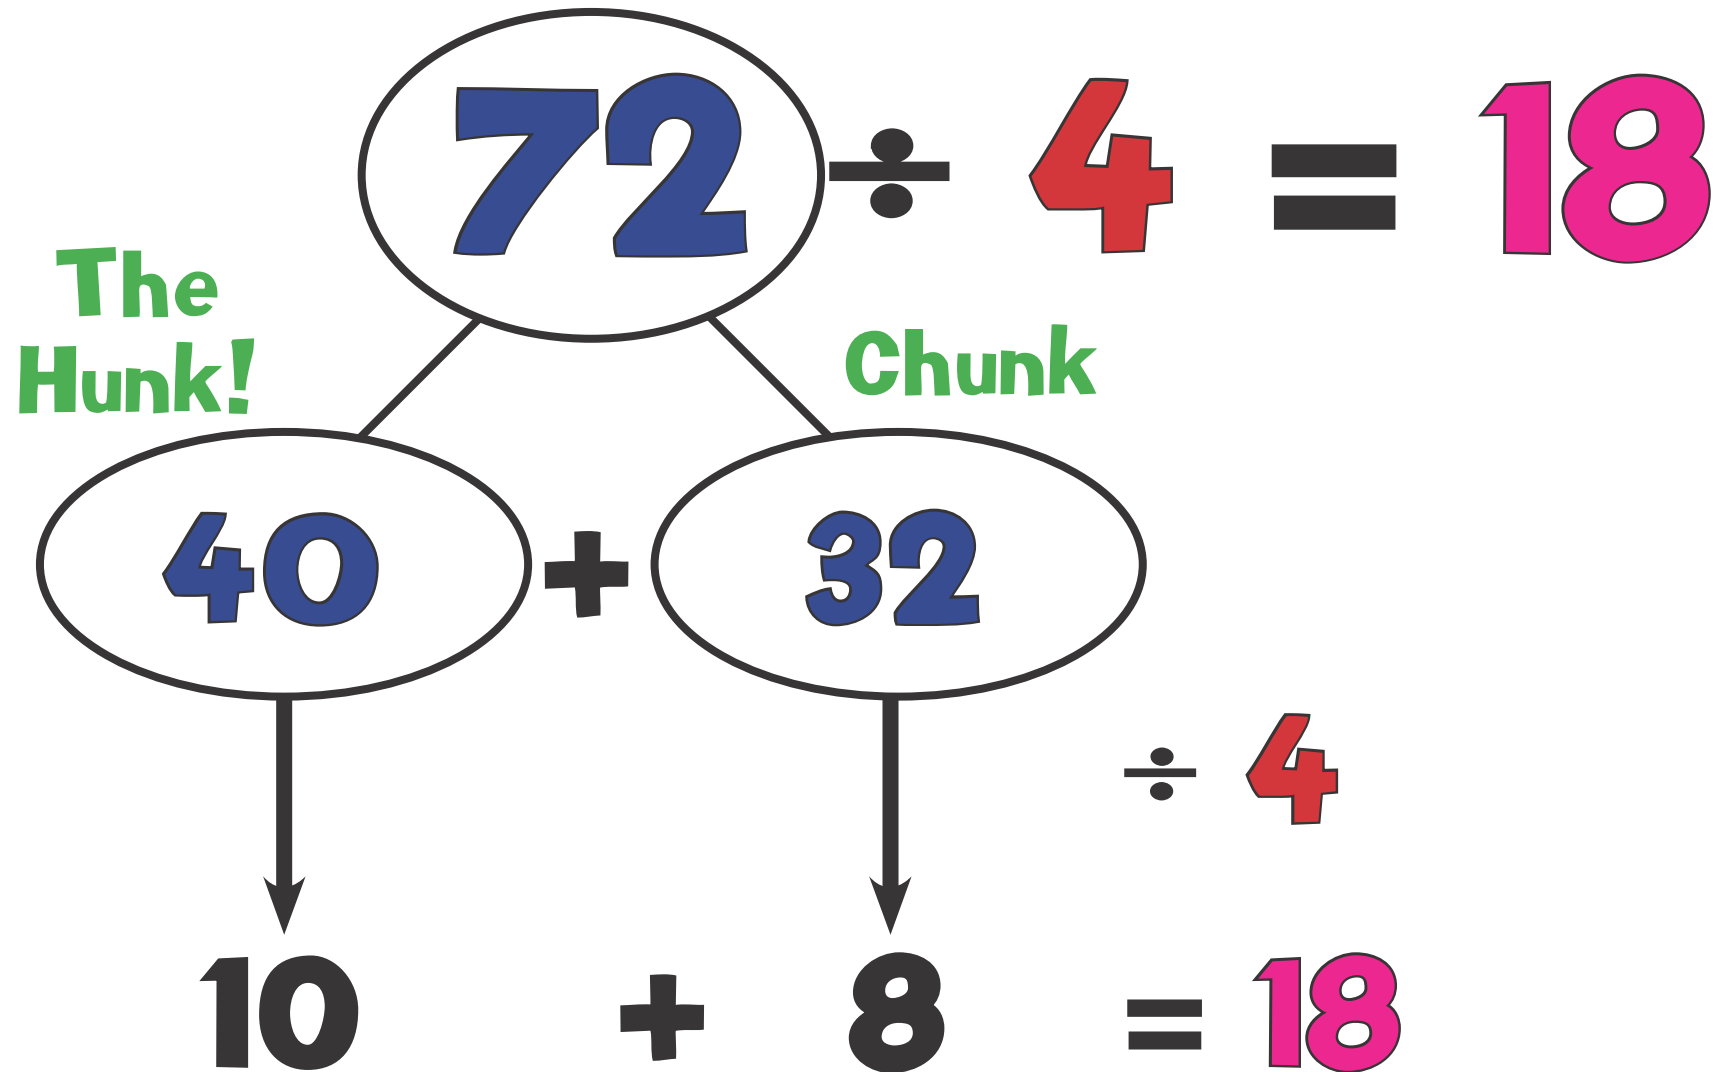 72 ÷ 4 = 18
The
Hunk!
Chunk
40 + 32
÷ 4
10 + 8 = 18